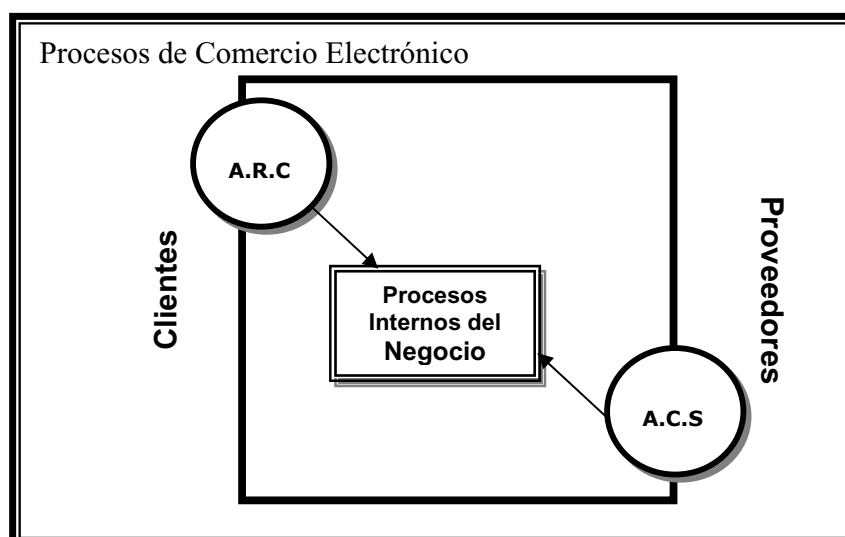 Procesos de Comercio Electrónico
A.R.C
Clientes
Procesos
Internos del
Negocio
Proveedores
A.C.S